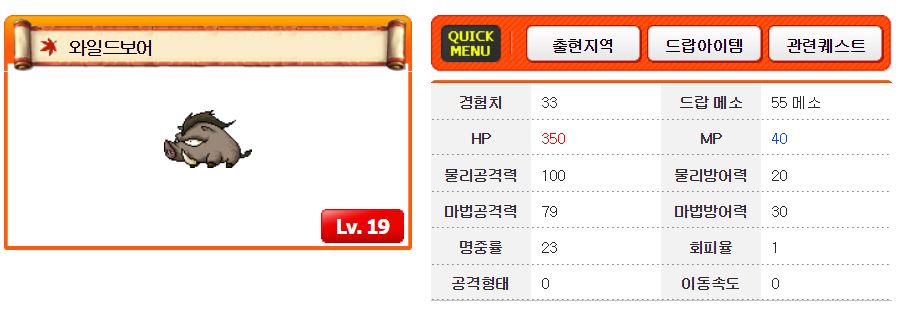 와일드보어
Lv. 19
QUICK
MENU
출현지역
드랍아이템
관련퀘스트
경험치 33 드랍 메소 55 메소
HP 350 MP 40
물리공격력 100 물리방어력 20
마법공격력 79 마법방어력 30
명중률 23 회피율 1
공격형태 0 이동속도 0